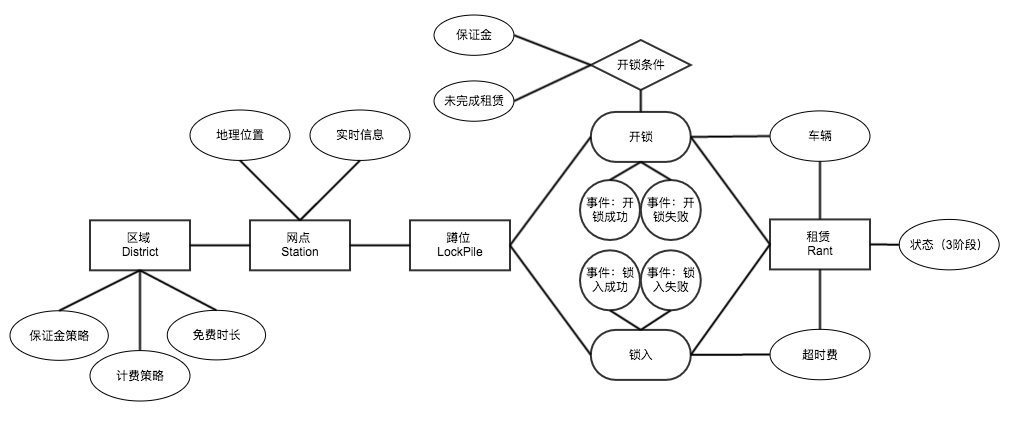 保证金
开锁条件
未完成租赁
地理位置
实时信息
开锁
车辆
事件：开
锁成功
事件：开
锁失败
区域
District
网点
Station
蹲位
LockPile
租赁
Rant
状态（3阶段）
事件：锁
入成功
事件：锁
入失败
保证金策略
免费时长
计费策略
锁入
超时费